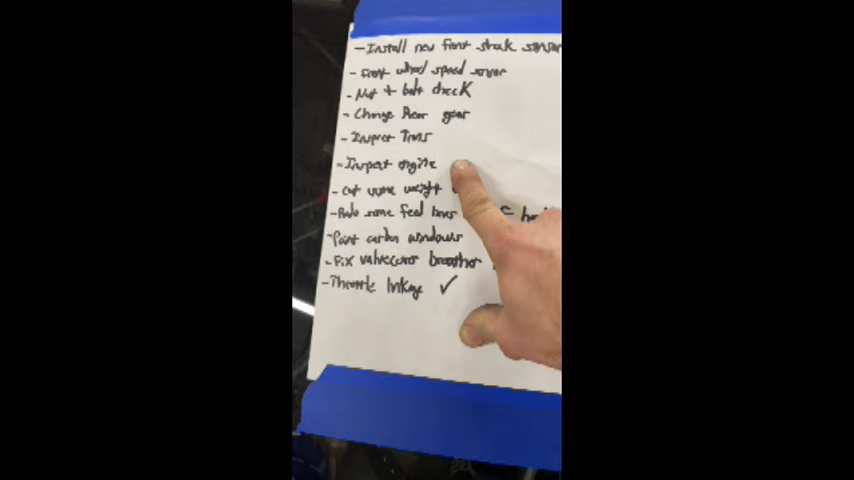 - Install new front shock sensor
- Front wheel speed sensor
- Nut + bolt check
- Change Rear gear
- Inspect Trans
- Inspect engine
- Cut some weight
- Redo some feel lines
- Paint carbon windows
- Fix valvecover breather
- Throttle linkage ✓